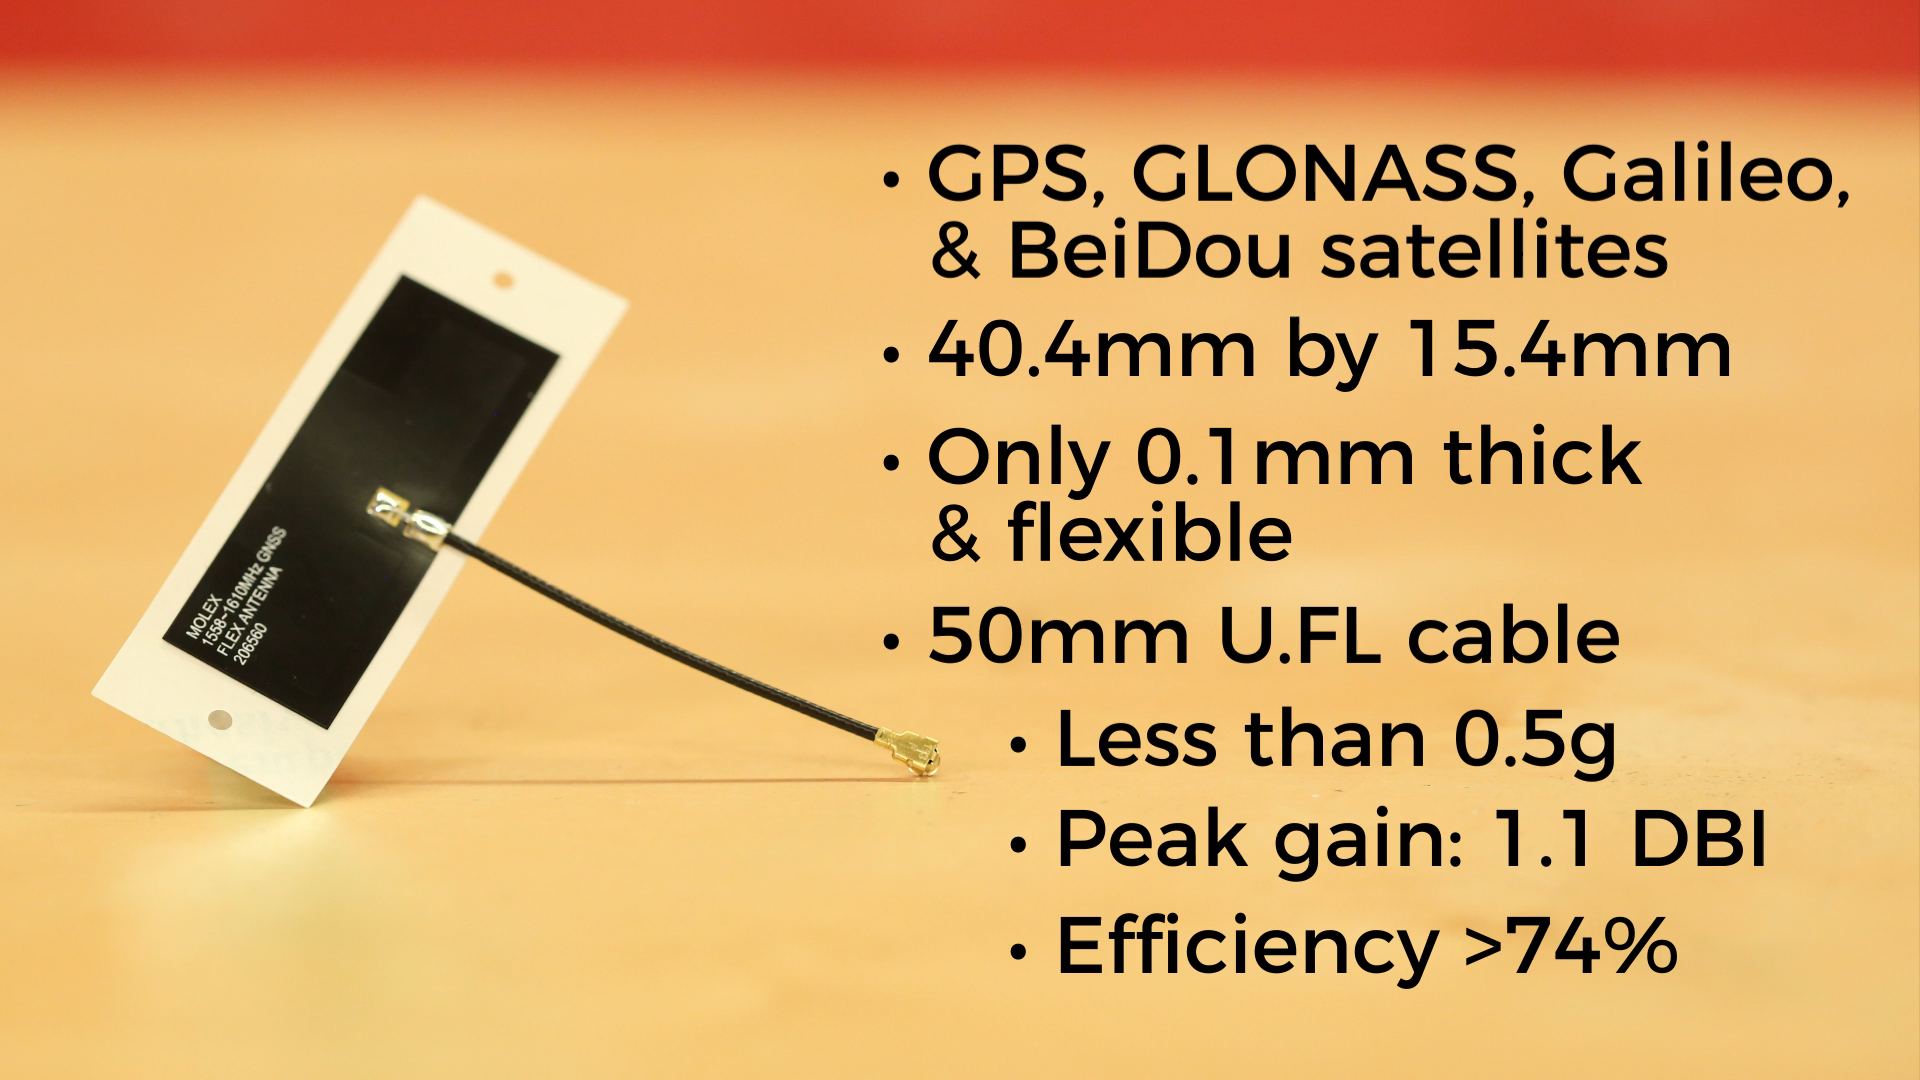 • GPS, GLONASS, Galileo,
& BeiDou satellites
• 40.4mm by 15.4mm
• Only 0.1mm thick
& flexible
• 50mm U.FL cable
• Less than 0.5g
• Peak gain: 1.1 DBI
• Efficiency >74%
MOLEX
1558-1610MHz GNSS
FLEX ANTENNA
206560